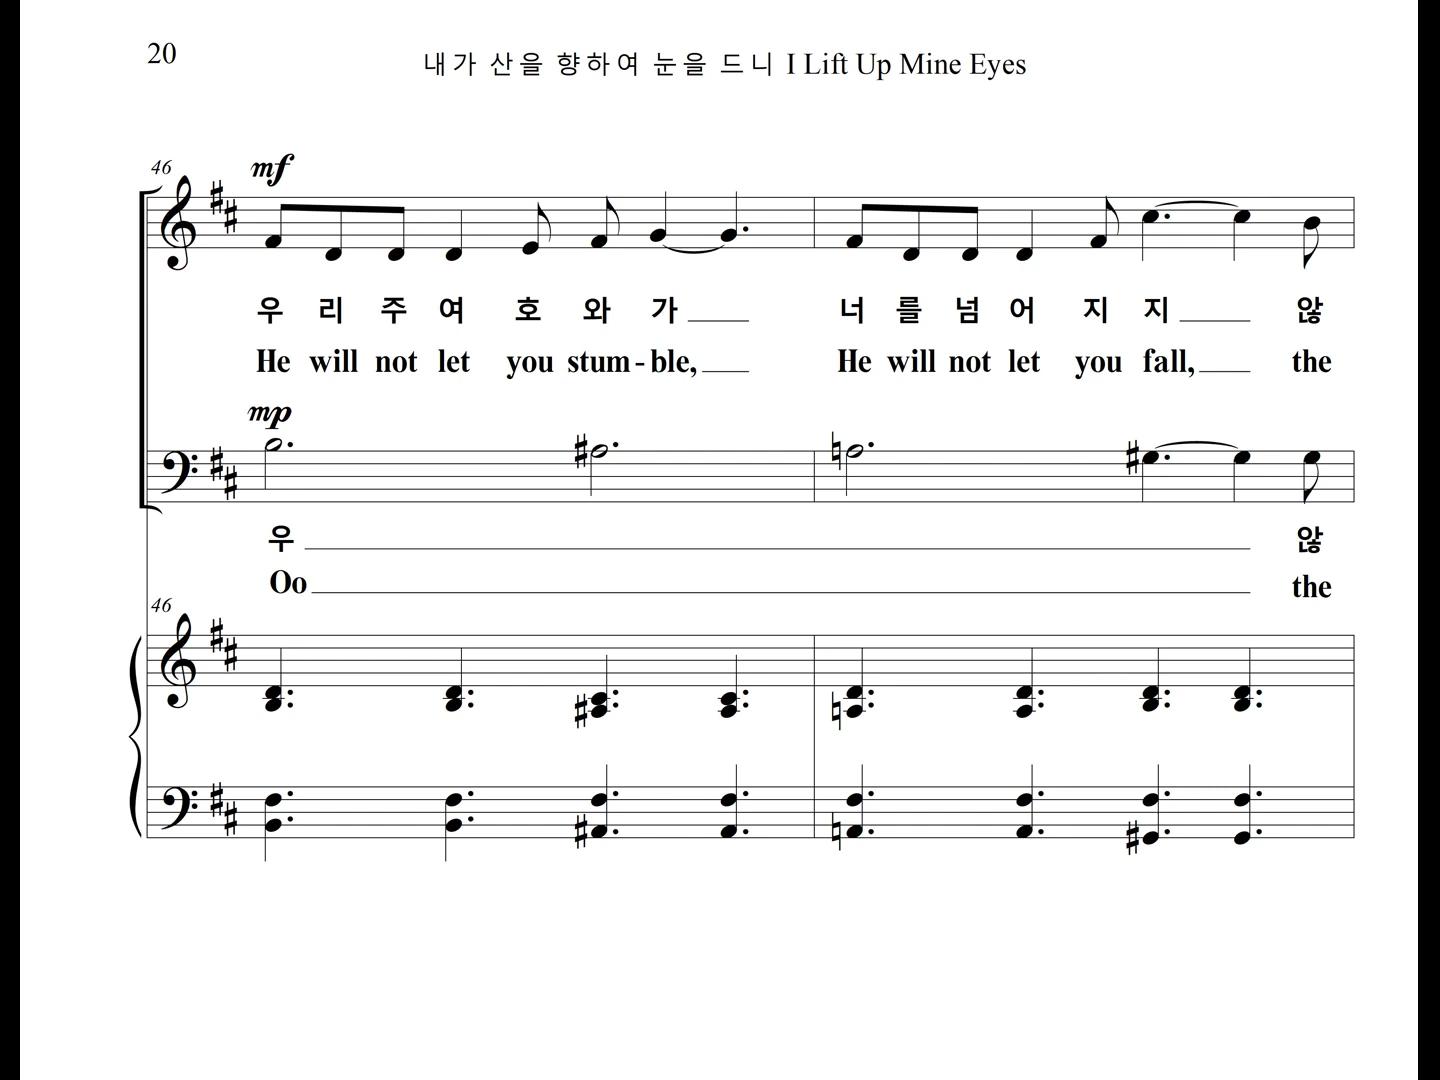 20
내가 산을 향하여 눈을 드니 I Lift Up Mine Eyes
46
mf
우 리 주 여 호 와 가 너 를 넘 어 지 지 않
He will not let you stum - ble, He will not let you fall, the
mp
우 않
Oo the
46